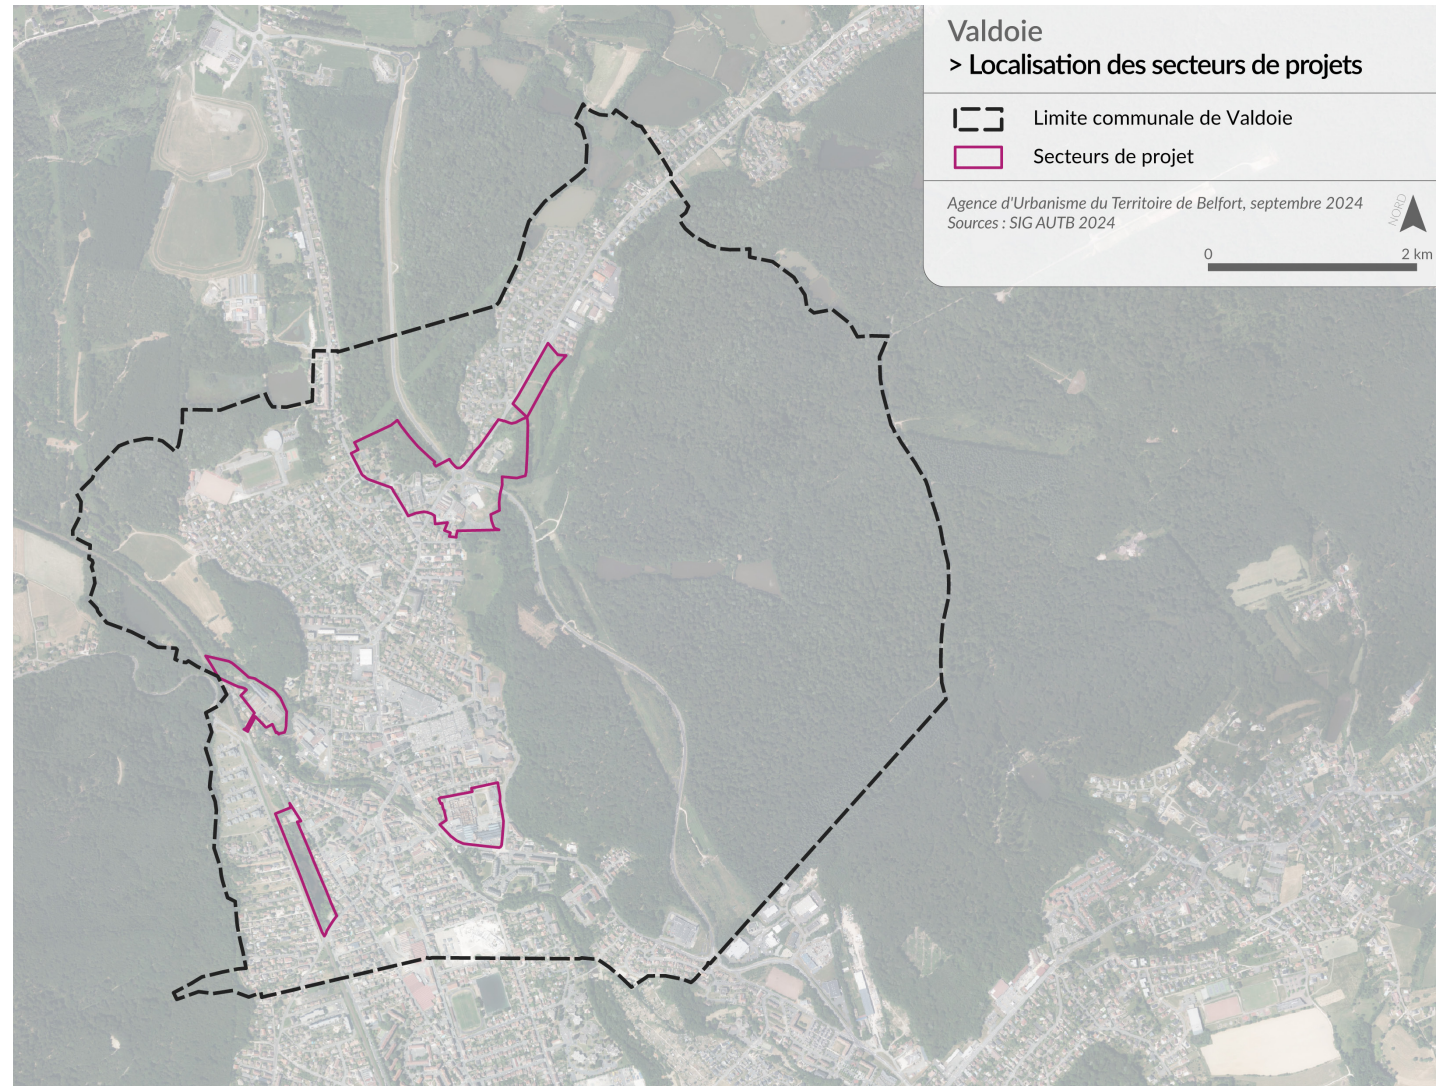 Valdoie
> Localisation des secteurs de projets
Limite communale de Valdoie
Secteurs de projet
Agence d'Urbanisme du Territoire de Belfort, septembre 2024
Sources : SIG AUTB 2024
NORD
0 2 km